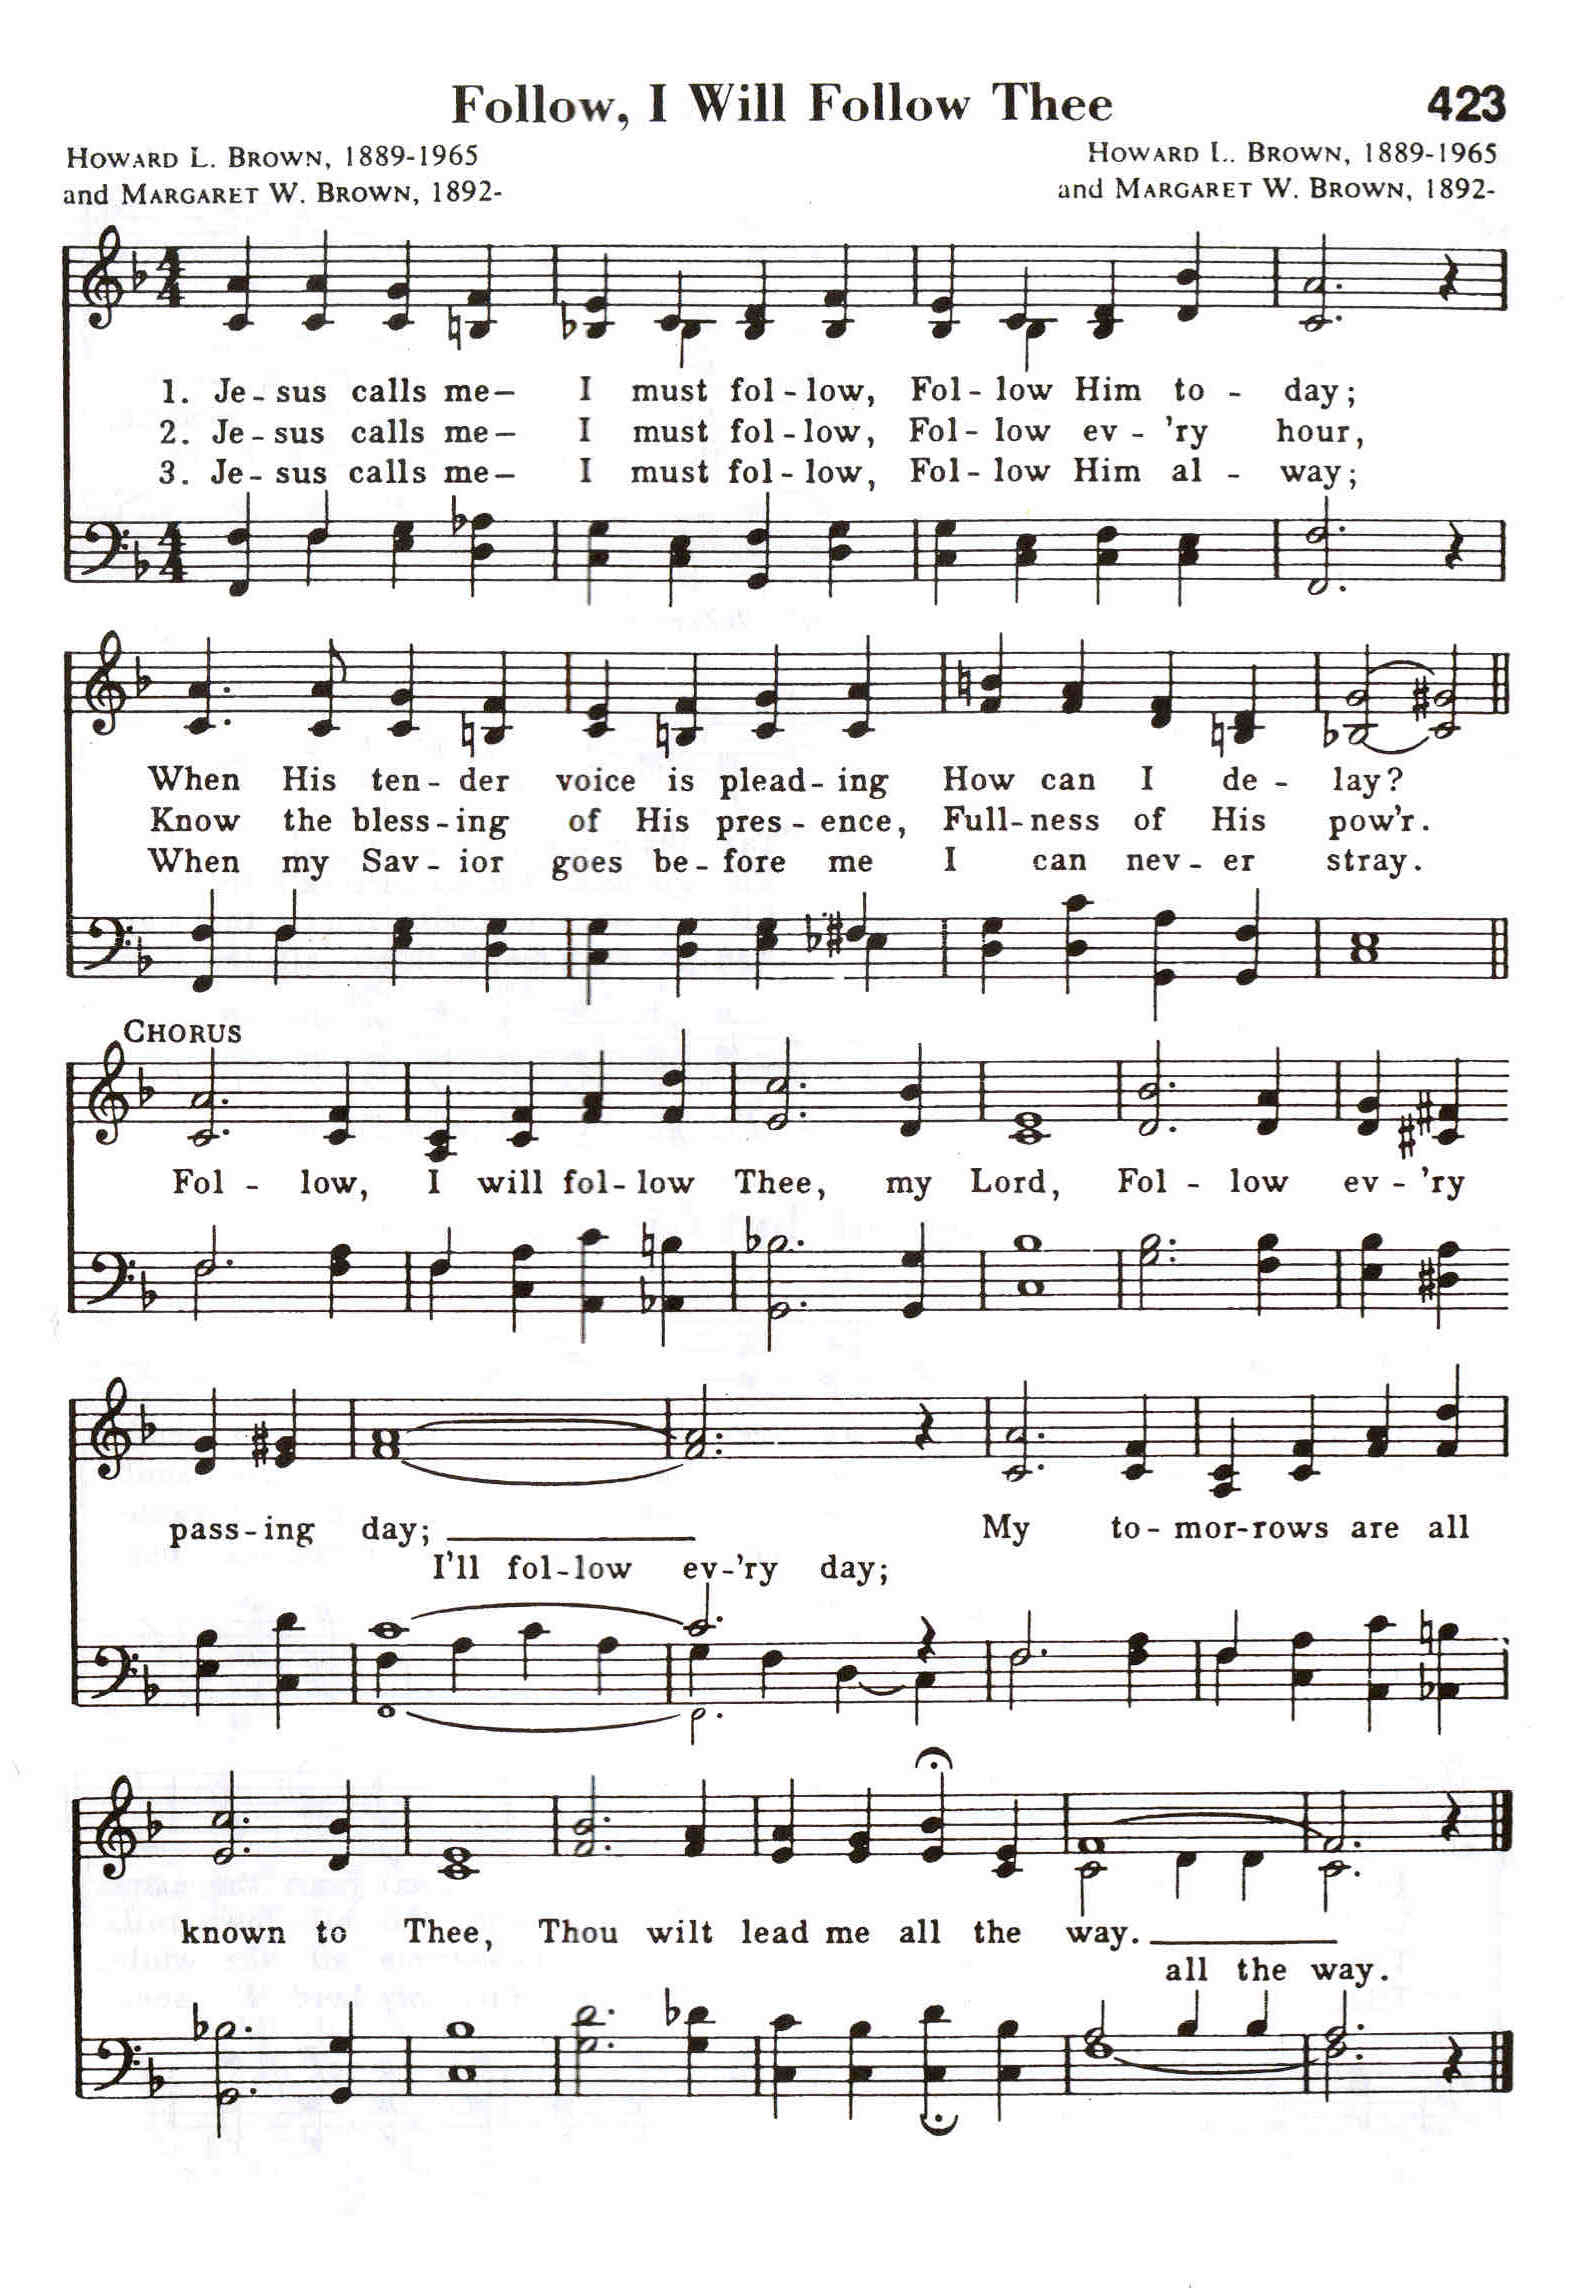 Follow, I Will Follow Thee 423
HOWARD L. BROWN, 1889-1965
and MARGARET W. BROWN, 1892-
HOWARD L. BROWN, 1889-1965
and MARGARET W. BROWN, 1892-
1. Je-sus calls me— I must fol-low, Fol-low Him to-day;
2. Je-sus calls me— I must fol-low, Fol-low ev-'ry hour,
3. Je-sus calls me— I must fol-low, Fol-low Him al-way;
When His ten-der voice is plead-ing How can I de-lay?
Know the bless-ing of His pres-ence, Full-ness of His pow'r.
When my Sav-ior goes be-fore me I can nev-er stray.
CHORUS
Fol-low, I will fol-low Thee, my Lord, Fol-low ev-'ry
pass-ing day;
I'll fol-low ev-'ry day;
My to-mor-rows are all
known to Thee, Thou wilt lead me all the way.
all the way.